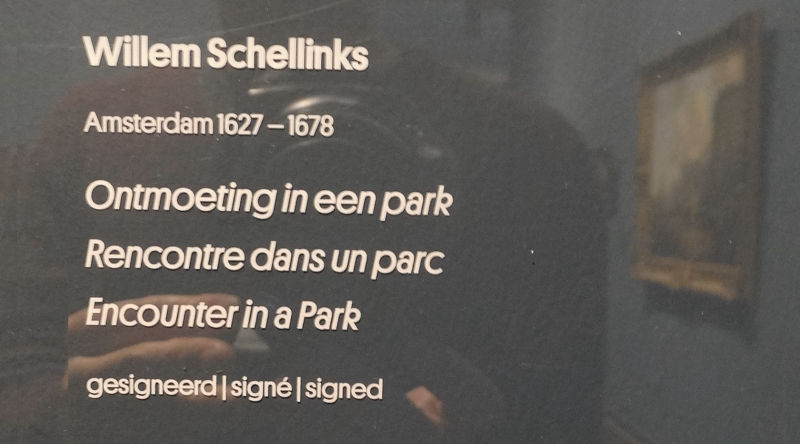 Willem Schellinks
Amsterdam 1627 – 1678
Ontmoeting in een park
Rencontre dans un parc
Encounter in a Park
gesigneerd | signé | signed